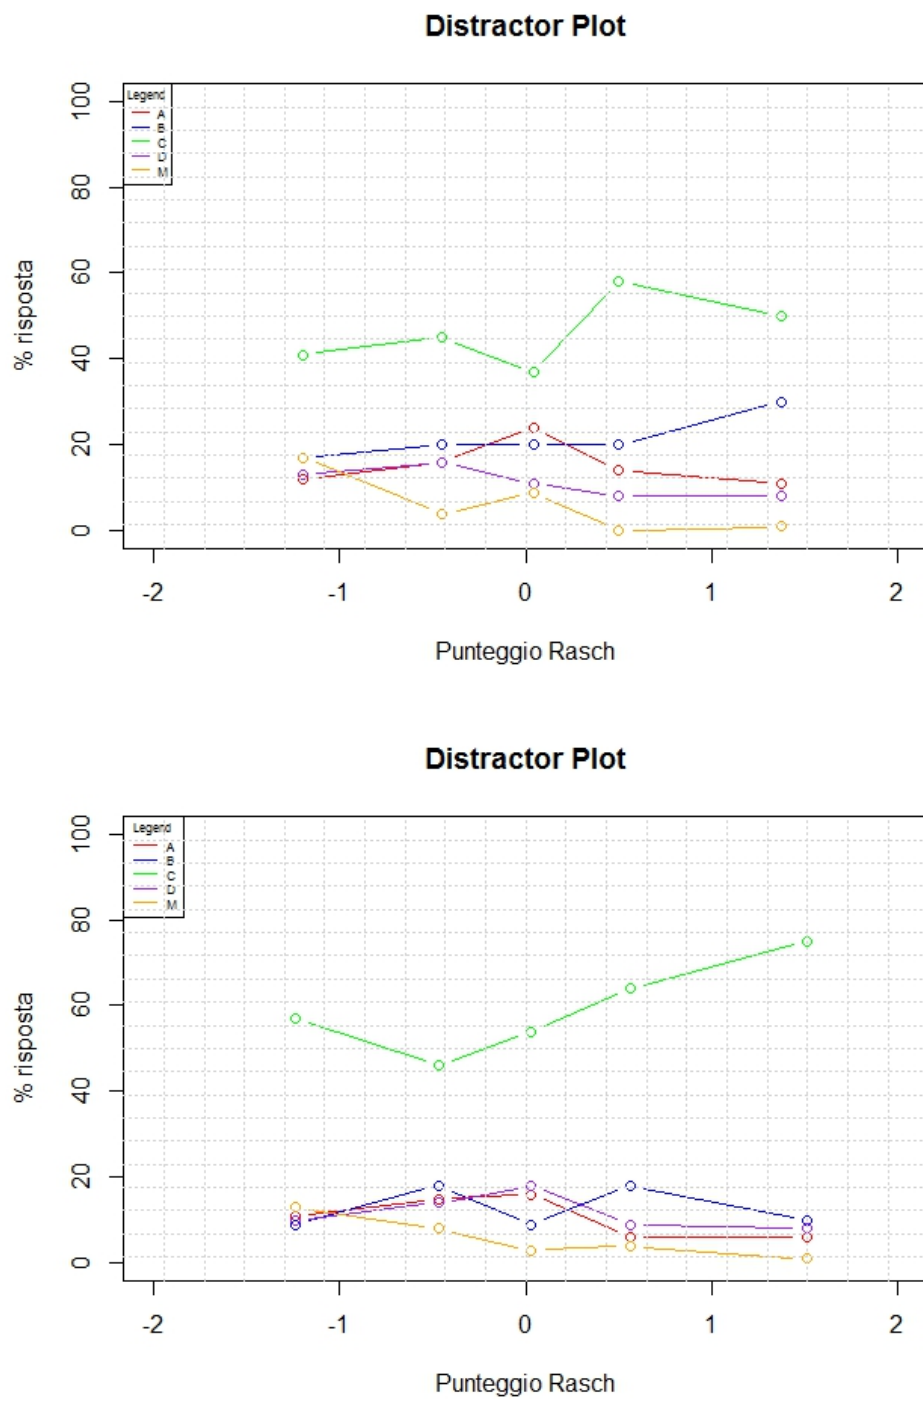 Distractor Plot
Legend
A
B
C
D
M
100
80
60
40
20
0
% risposta
-2 -1 0 1 2
Punteggio Rasch
Distractor Plot
Legend
A
B
C
D
M
100
80
60
40
20
0
% risposta
-2 -1 0 1 2
Punteggio Rasch